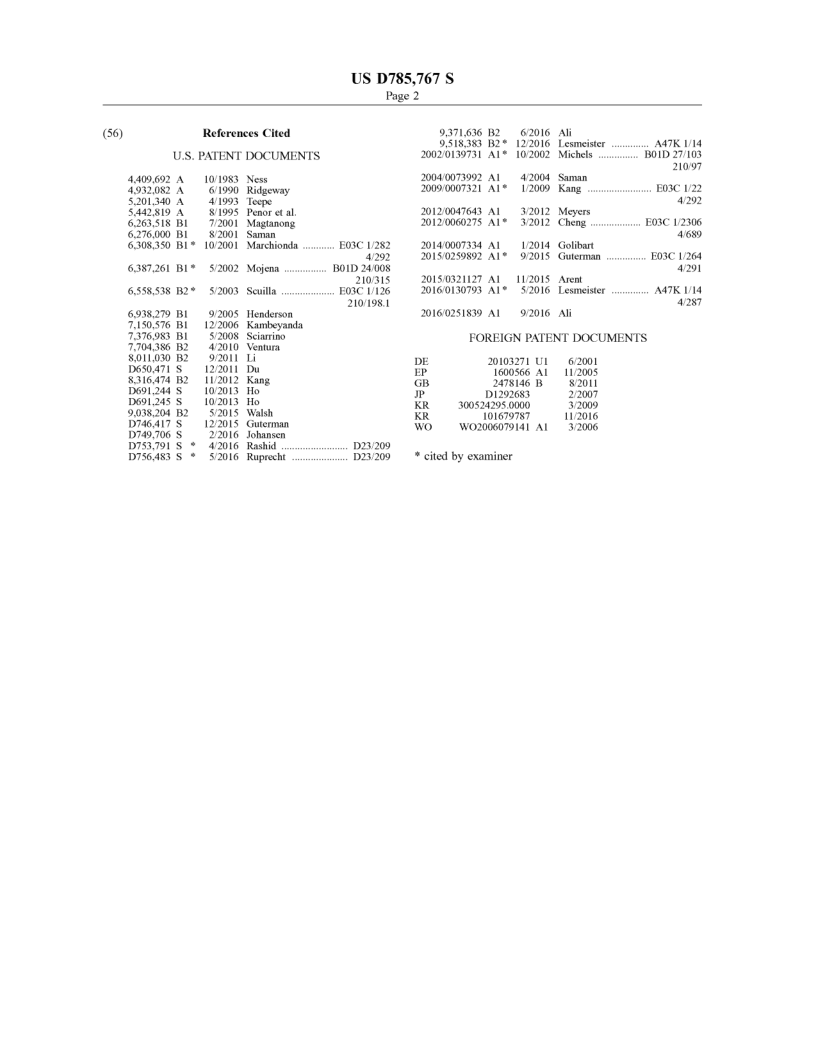 US D785,767 S
Page 2
(56) References Cited
U.S. PATENT DOCUMENTS
4,409,692 A 10/1983 Ness
4,932,082 A 6/1990 Ridgeway
5,201,340 A 4/1993 Teepe
5,442,819 A 8/1995 Penor et al.
6,263,518 B1 7/2001 Magtanong
6,276,000 B1 8/2001 Saman
6,308,350 B1 * 10/2001 Marchionda ............ E03C 1/282
4/292
6,387,261 B1 * 5/2002 Mojena ................ B01D 24/008
210/315
6,558,538 B2 * 5/2003 Scuilla .................... E03C 1/126
210/198.1
6,938,279 B1 9/2005 Henderson
7,150,576 B1 12/2006 Kambeyanda
7,376,983 B1 5/2008 Sciarrino
7,704,386 B2 4/2010 Ventura
8,011,030 B2 9/2011 Li
D650,471 S 12/2011 Du
8,316,474 B2 11/2012 Kang
D691,244 S 10/2013 Ho
D691,245 S 10/2013 Ho
9,038,204 B2 5/2015 Walsh
D746,417 S 12/2015 Guterman
D749,706 S 2/2016 Johansen
D753,791 S * 4/2016 Rashid ......................... D23/209
D756,483 S * 5/2016 Ruprecht ..................... D23/209
9,371,636 B2 6/2016 Ali
9,518,383 B2 * 12/2016 Lesmeister .............. A47K 1/14
2002/0139731 A1 * 10/2002 Michels ............... B01D 27/103
210/97
2004/0073992 A1 4/2004 Saman
2009/0007321 A1 * 1/2009 Kang ........................ E03C 1/22
4/292
2012/0047643 A1 3/2012 Meyers
2012/0060275 A1 * 3/2012 Cheng ................... E03C 1/2306
4/689
2014/0007334 A1 1/2014 Golibart
2015/0259892 A1 * 9/2015 Guterman ............... E03C 1/264
4/291
2015/0321127 A1 11/2015 Arent
2016/0130793 A1 * 5/2016 Lesmeister .............. A47K 1/14
4/287
2016/0251839 A1 9/2016 Ali
FOREIGN PATENT DOCUMENTS
DE 20103271 U1 6/2001
EP 1600566 A1 11/2005
GB 2478146 B 8/2011
JP D1292683 2/2007
KR 300524295.0000 3/2009
KR 101679787 11/2016
WO WO2006079141 A1 3/2006
* cited by examiner